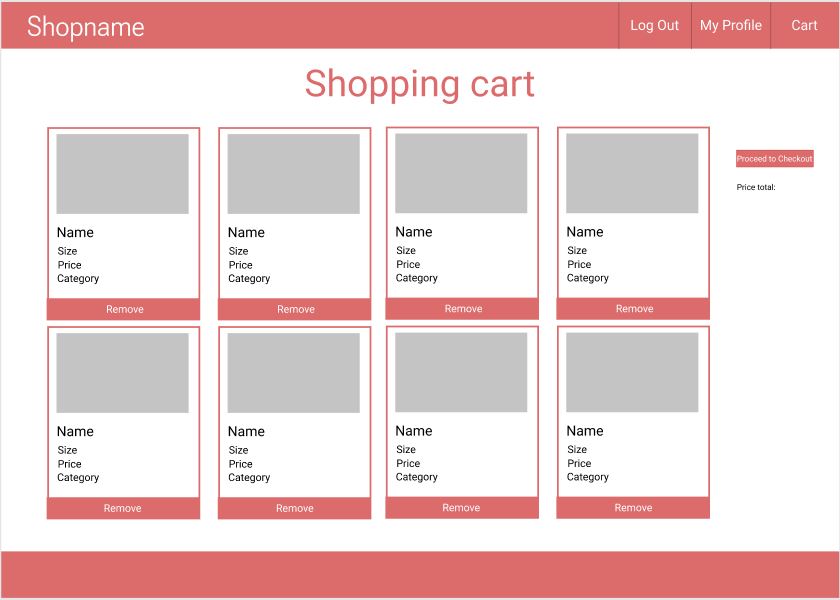 Shopname
Log Out
My Profile
Cart
Shopping cart
Name
Size
Price
Category
Remove
Name
Size
Price
Category
Remove
Name
Size
Price
Category
Remove
Name
Size
Price
Category
Remove
Proceed to Checkout
Price total:
Name
Size
Price
Category
Remove
Name
Size
Price
Category
Remove
Name
Size
Price
Category
Remove
Name
Size
Price
Category
Remove